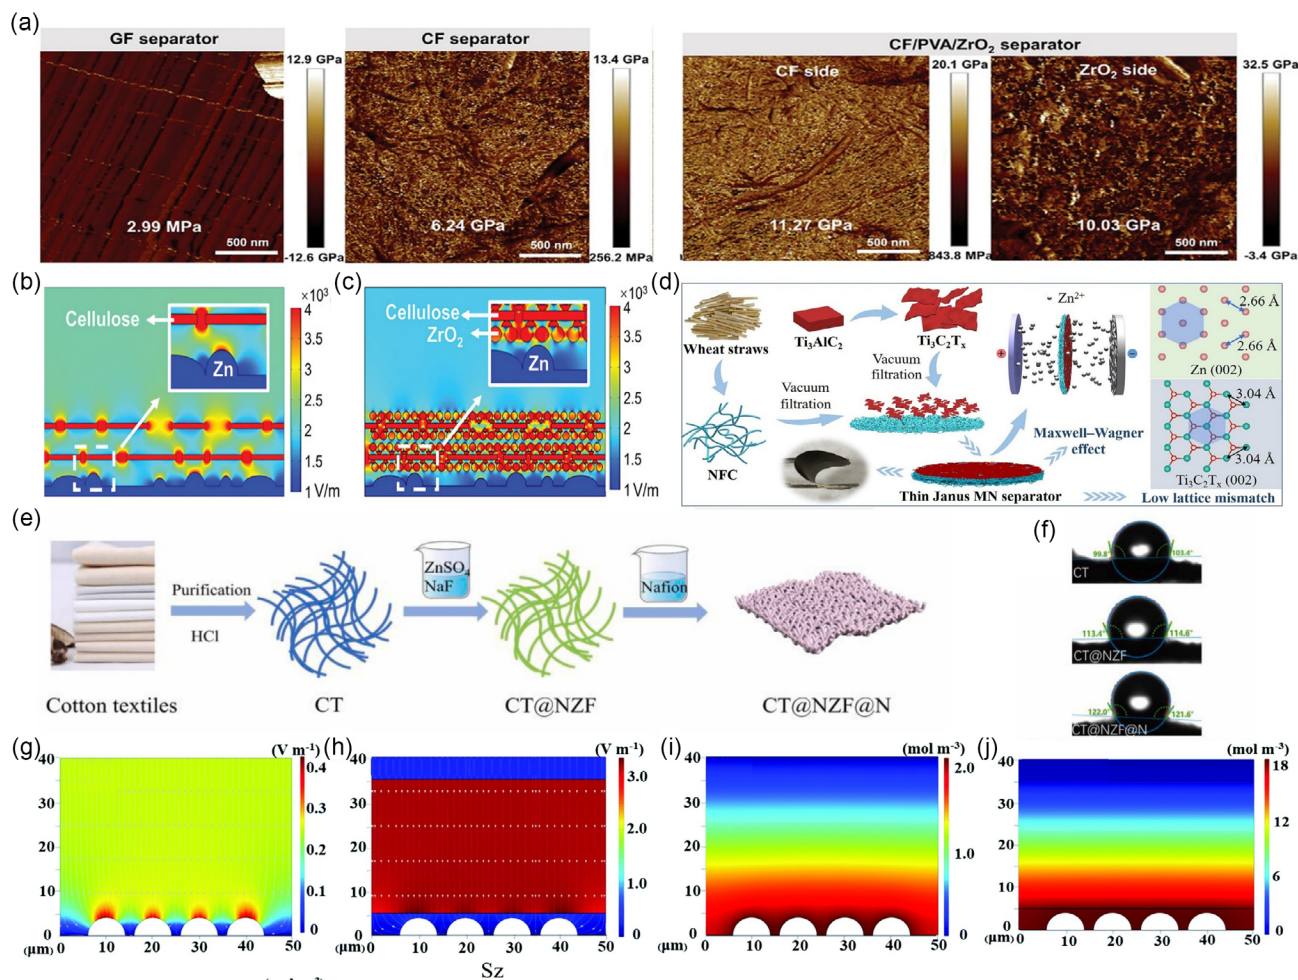 (a)
GF separator
CF separator
CF/PVA/ZrO₂ separator
12.9 GPa
13.4 GPa
CF side
20.1 GPa
ZrO₂ side
32.5 GPa
2.99 MPa
6.24 GPa
11.27 GPa
10.03 GPa
500 nm
500 nm
500 nm
500 nm
-12.6 GPa
256.2 MPa
843.8 MPa
-3.4 GPa
(b)
×10³
Cellulose
Zn
4
3.5
3
2.5
2
1.5
1 V/m
(c)
×10³
Cellulose
ZrO₂
Zn
4
3.5
3
2.5
2
1.5
1 V/m
(d)
Wheat straws
Ti₃AlC₂
Ti₃C₂Tₓ
Zn²⁺
Vacuum
filtration
Vacuum
filtration
NFC
Thin Janus MN separator
Maxwell–Wagner
effect
Low lattice mismatch
2.66 Å
2.66 Å
Zn (002)
3.04 Å
3.04 Å
Ti₃C₂Tₓ (002)
(e)
Purification
HCl
ZnSO₄
NaF
Nafion
Cotton textiles
CT
CT@NZF
CT@NZF@N
(f)
99.8°
103.4°
CT
113.4°
114.6°
CT@NZF
122.0°
121.6°
CT@NZF@N
(g)
(V m⁻¹)
40
30
20
10
0
0
10
20
30
40
50
(μm)
0.4
0.3
0.2
0.1
0
(h)
(V m⁻¹)
40
30
20
10
0
10
20
30
40
50
(μm)
3.0
2.0
1.0
0
Sz
(i)
(mol m⁻³)
40
30
20
10
0
10
20
30
40
50
(μm)
2.0
1.0
0
(j)
(mol m⁻³)
40
30
20
10
0
10
20
30
40
50
(μm)
18
12
6
0